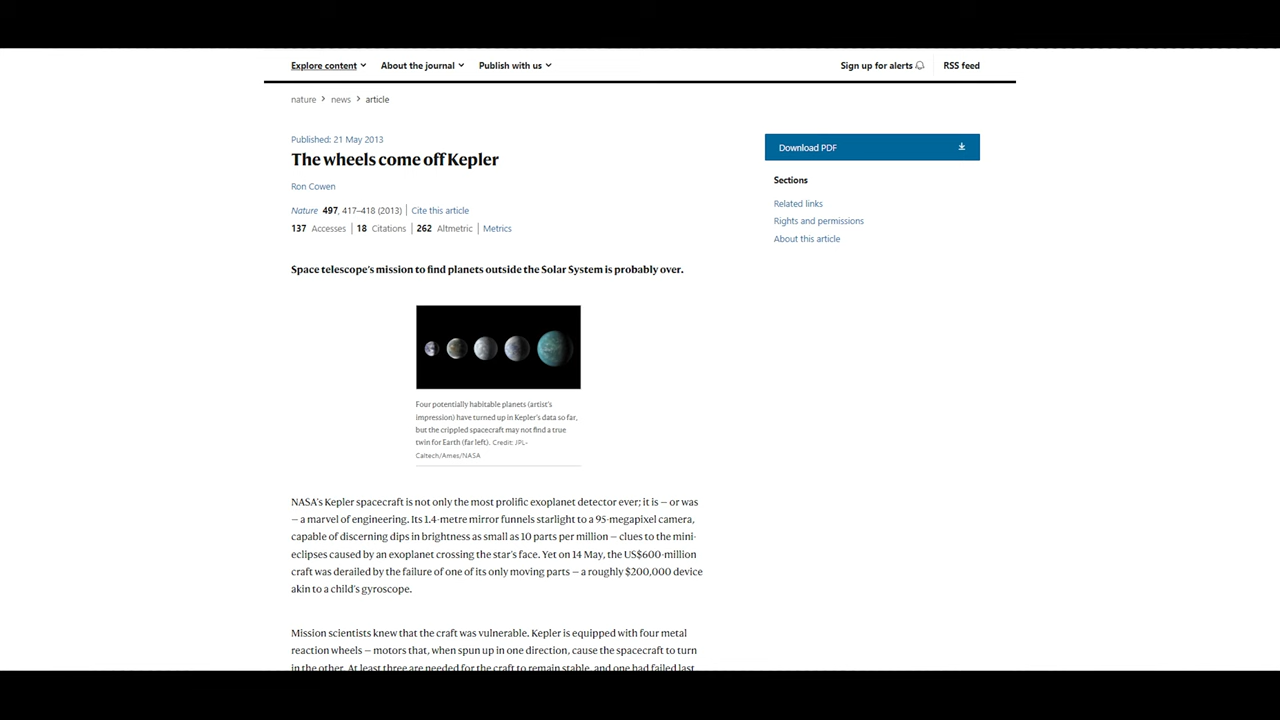 Explore content About the journal Publish with us Sign up for alerts RSS feed
nature > news > article
Published: 21 May 2013
The wheels come off Kepler
Ron Cowen
Nature 497, 417–418 (2013) | Cite this article
137 Accesses | 18 Citations | 262 Altmetric | Metrics
Download PDF
Sections
Related links
Rights and permissions
About this article
Space telescope's mission to find planets outside the Solar System is probably over.
Four potentially habitable planets (artist's
impression) have turned up in Kepler's data so far,
but the crippled spacecraft may not find a true
twin for Earth (far left). Credit: JPL-
Caltech/Ames/NASA
NASA's Kepler spacecraft is not only the most prolific exoplanet detector ever; it is — or was
— a marvel of engineering. Its 1.4-metre mirror funnels starlight to a 95-megapixel camera,
capable of discerning dips in brightness as small as 10 parts per million — clues to the mini-
eclipses caused by an exoplanet crossing the star's face. Yet on 14 May, the US$600-million
craft was derailed by the failure of one of its only moving parts — a roughly $200,000 device
akin to a child's gyroscope.
Mission scientists knew that the craft was vulnerable. Kepler is equipped with four metal
reaction wheels — motors that, when spun up in one direction, cause the spacecraft to turn
in the other. At least three are needed for the craft to remain stable, and one had failed last